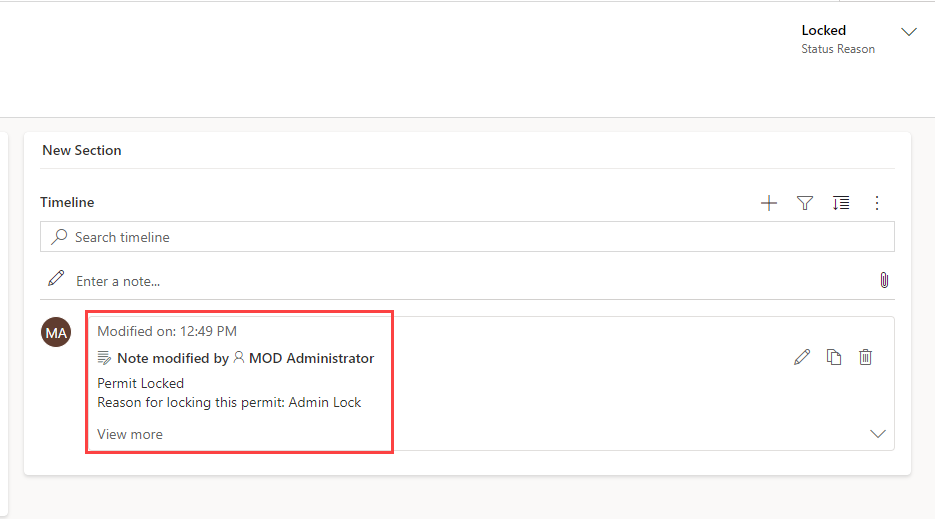 Locked
Status Reason
New Section
Timeline
Search timeline
Enter a note...
MA
Modified on: 12:49 PM
Note modified by MOD Administrator
Permit Locked
Reason for locking this permit: Admin Lock
View more